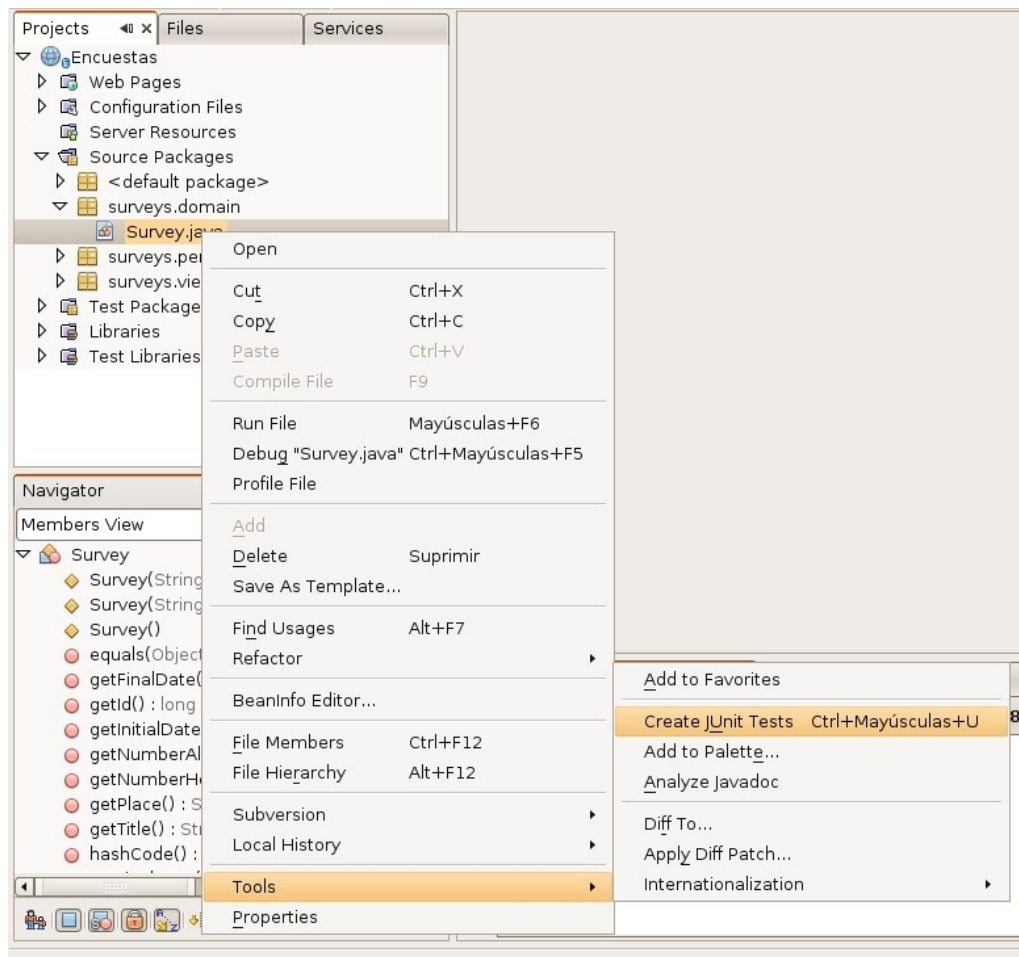 Projects Files Services
Encuestas
Web Pages
Configuration Files
Server Resources
Source Packages
<default package>
surveys.domain
Survey.java
surveys.per
surveys.vie
Test Package
Libraries
Test Libraries
Open
Cut Ctrl+X
Copy Ctrl+C
Paste Ctrl+V
Compile File F9
Run File Mayúsculas+F6
Debug "Survey.java" Ctrl+Mayúsculas+F5
Profile File
Add
Delete Suprimir
Save As Template...
Find Usages Alt+F7
Refactor
BeanInfo Editor...
File Members Ctrl+F12
File Hierarchy Alt+F12
Subversion
Local History
Tools
Properties
Navigator
Members View
Survey
Survey(String
Survey(String
Survey()
equals(Object
getFinalDate(
getId() : long
getInitialDate
getNumberAl
getNumberHo
getPlace() : S
getTitle() : Str
hashCode() :
Add to Favorites
Create JUnit Tests Ctrl+Mayúsculas+U
Add to Palette...
Analyze Javadoc
Diff To...
Apply Diff Patch...
Internationalization
8